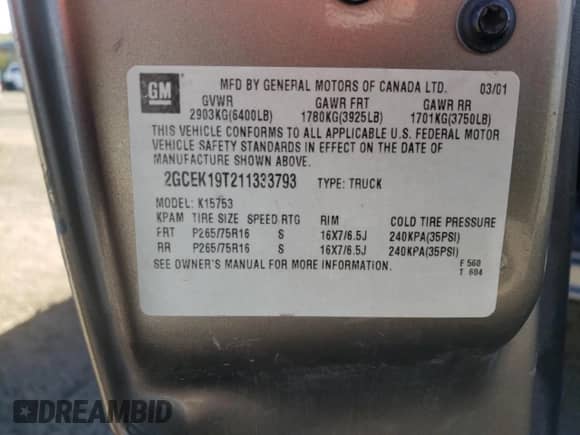 GM
MFD BY GENERAL MOTORS OF CANADA LTD. 03/01
GVWR GAWR FRT GAWR RR
2903KG(6400LB) 1780KG(3925LB) 1701KG(3750LB)
THIS VEHICLE CONFORMS TO ALL APPLICABLE U.S. FEDERAL MOTOR
VEHICLE SAFETY STANDARDS IN EFFECT ON THE DATE OF
MANUFACTURE SHOWN ABOVE.
2GCEK19T211333793 TYPE: TRUCK
MODEL: K15753
KPAM TIRE SIZE SPEED RTG RIM COLD TIRE PRESSURE
FRT P265/75R16 S 16X7/6.5J 240KPA(35PSI)
RR P265/75R16 S 16X7/6.5J 240KPA(35PSI)
SEE OWNER'S MANUAL FOR MORE INFORMATION.
F 560
T 604
DREAMBID